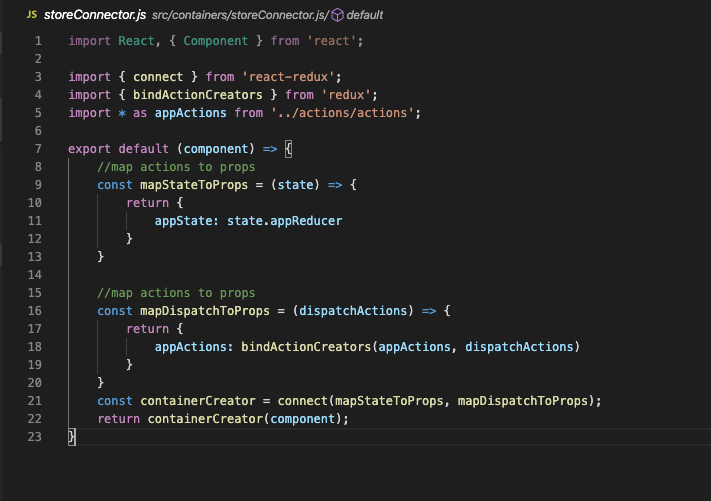 JS storeConnector.js src/containers/storeConnector.js/ default
1 import React, { Component } from 'react';
2
3 import { connect } from 'react-redux';
4 import { bindActionCreators } from 'redux';
5 import * as appActions from '../actions/actions';
6
7 export default (component) => {
8 //map actions to props
9 const mapStateToProps = (state) => {
10 return {
11 appState: state.appReducer
12 }
13 }
14
15 //map actions to props
16 const mapDispatchToProps = (dispatchActions) => {
17 return {
18 appActions: bindActionCreators(appActions, dispatchActions)
19 }
20 }
21 const containerCreator = connect(mapStateToProps, mapDispatchToProps);
22 return containerCreator(component);
23 }